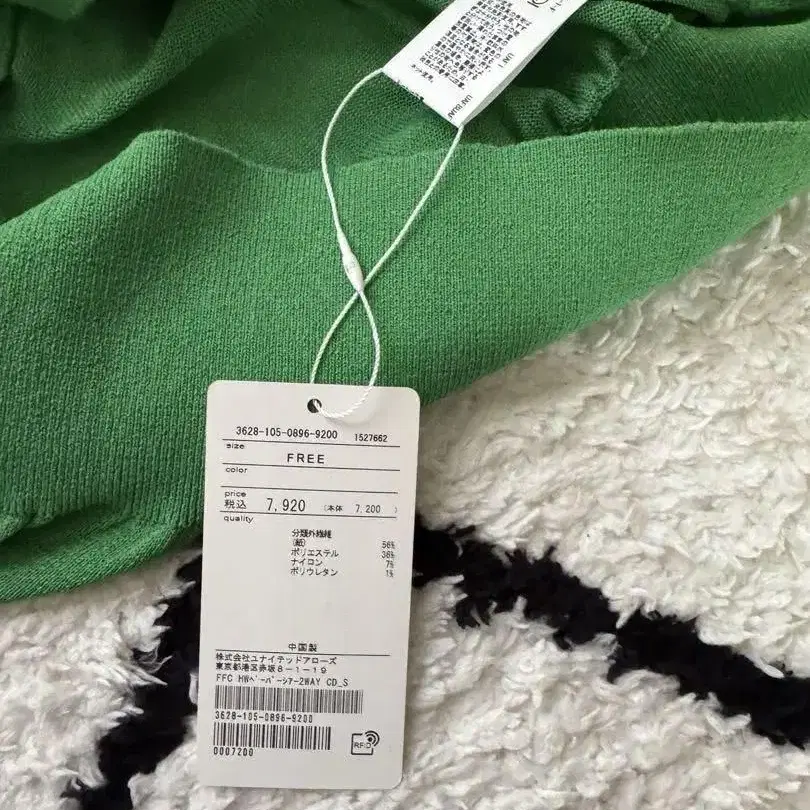 3628-105-0896-9200 1527662
size
FREE
color
price
税込 7,920 (本体 7,200 )
quality
分類外繊維
(紙) 56%
ポリエステル 36%
ナイロン 7%
ポリウレタン 1%
中国製
株式会社ユナイテッドアローズ
東京都港区赤坂8-1-19
FFC HWペーパーシアー2WAY CD_S
3628-105-0896-9200
0007200
RFID